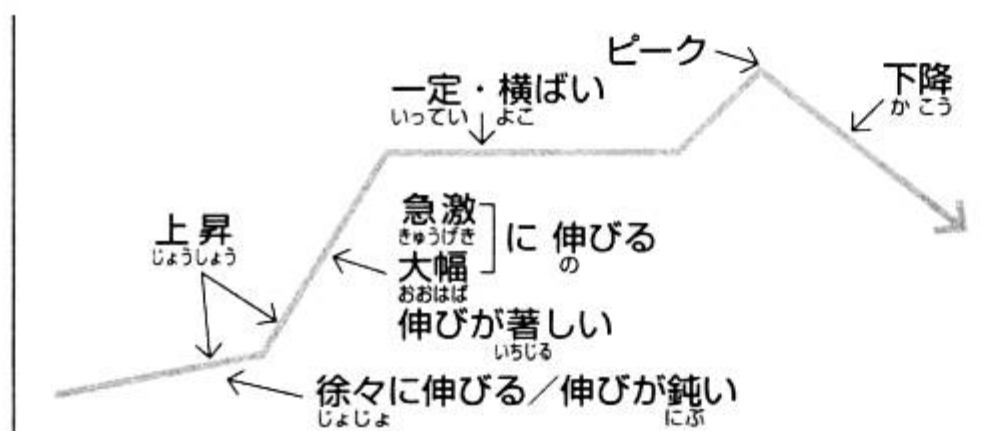 ピーク
下降
かこう
一定・横ばい
いってい よこ
急激
きゅうげき
に伸びる
の
大幅
おおはば
上昇
じょうしょう
伸びが著しい
いちじる
徐々に伸びる／伸びが鈍い
じょじょ にぶ